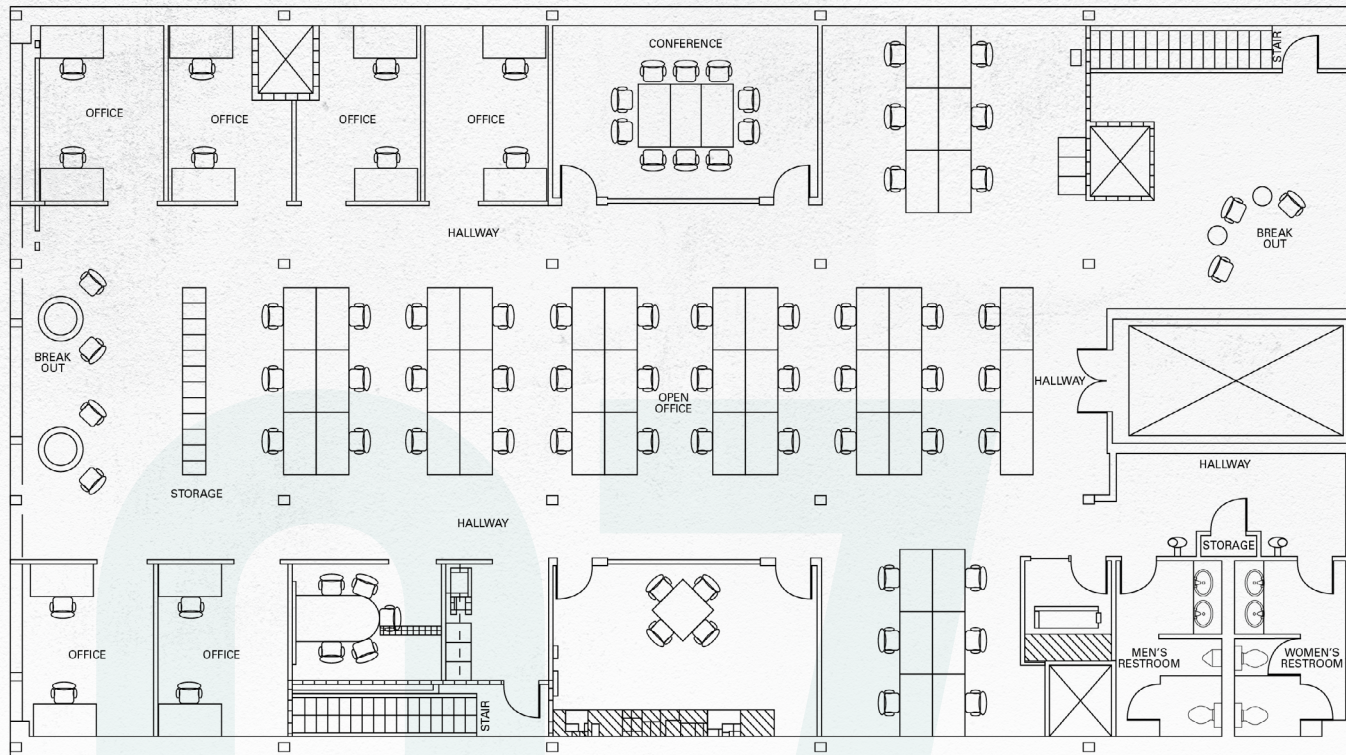 CONFERENCE
STAIR
OFFICE
OFFICE
OFFICE
OFFICE
HALLWAY
BREAK
OUT
BREAK
OUT
HALLWAY
OPEN
OFFICE
HALLWAY
STORAGE
HALLWAY
STORAGE
OFFICE
OFFICE
MEN'S
RESTROOM
WOMEN'S
RESTROOM
STAIR
07